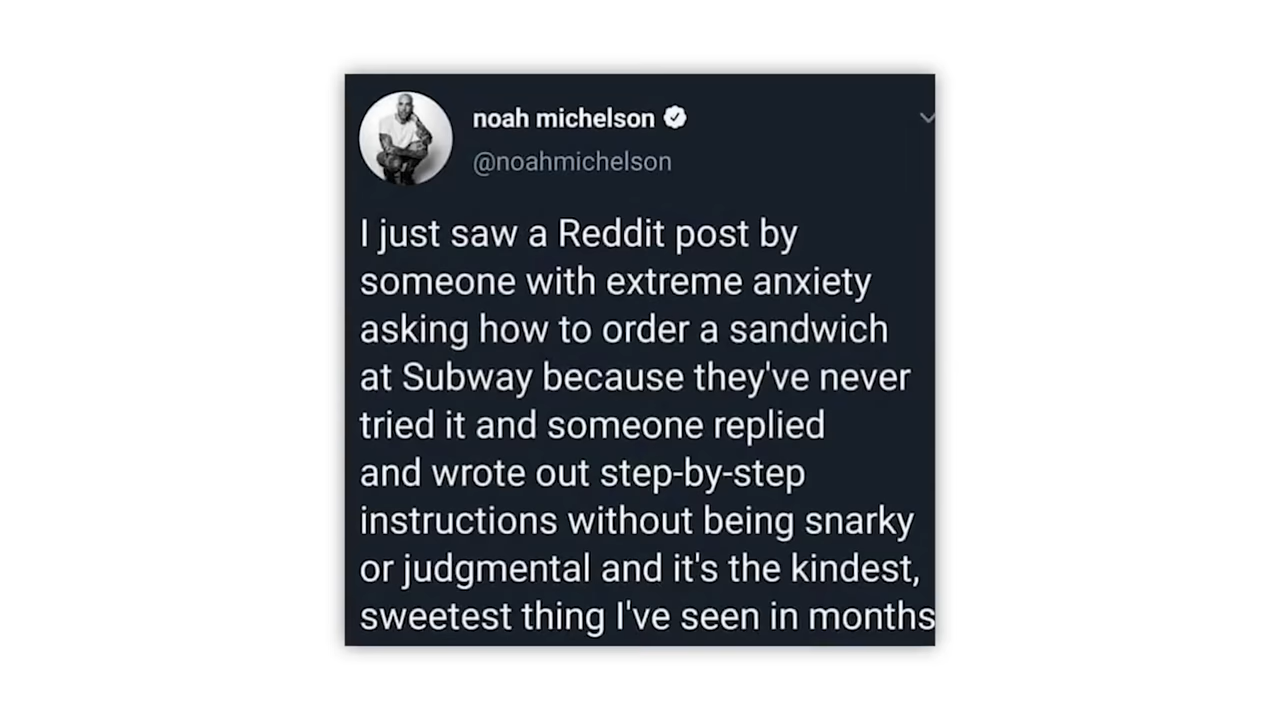 noah michelson
@noahmichelson
I just saw a Reddit post by
someone with extreme anxiety
asking how to order a sandwich
at Subway because they've never
tried it and someone replied
and wrote out step-by-step
instructions without being snarky
or judgmental and it's the kindest,
sweetest thing I've seen in months